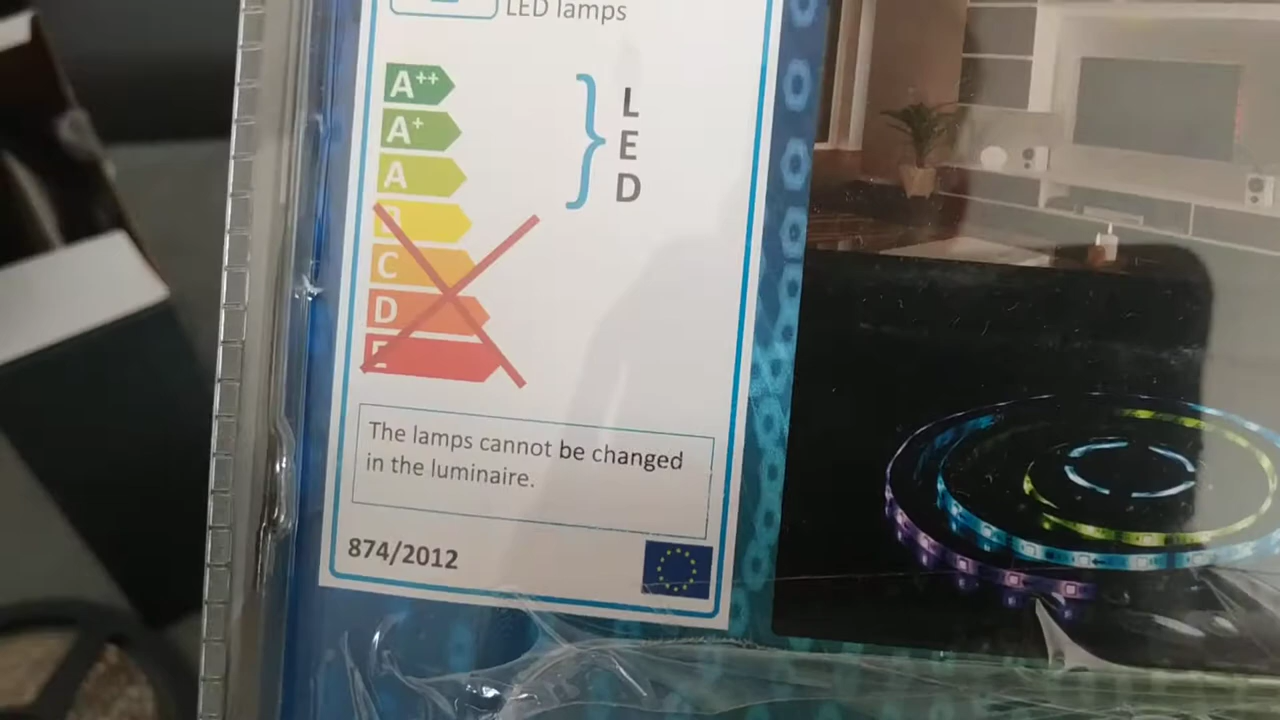 LED lamps
A++
A+
A
B
C
D
E
L
E
D
The lamps cannot be changed
in the luminaire.
874/2012